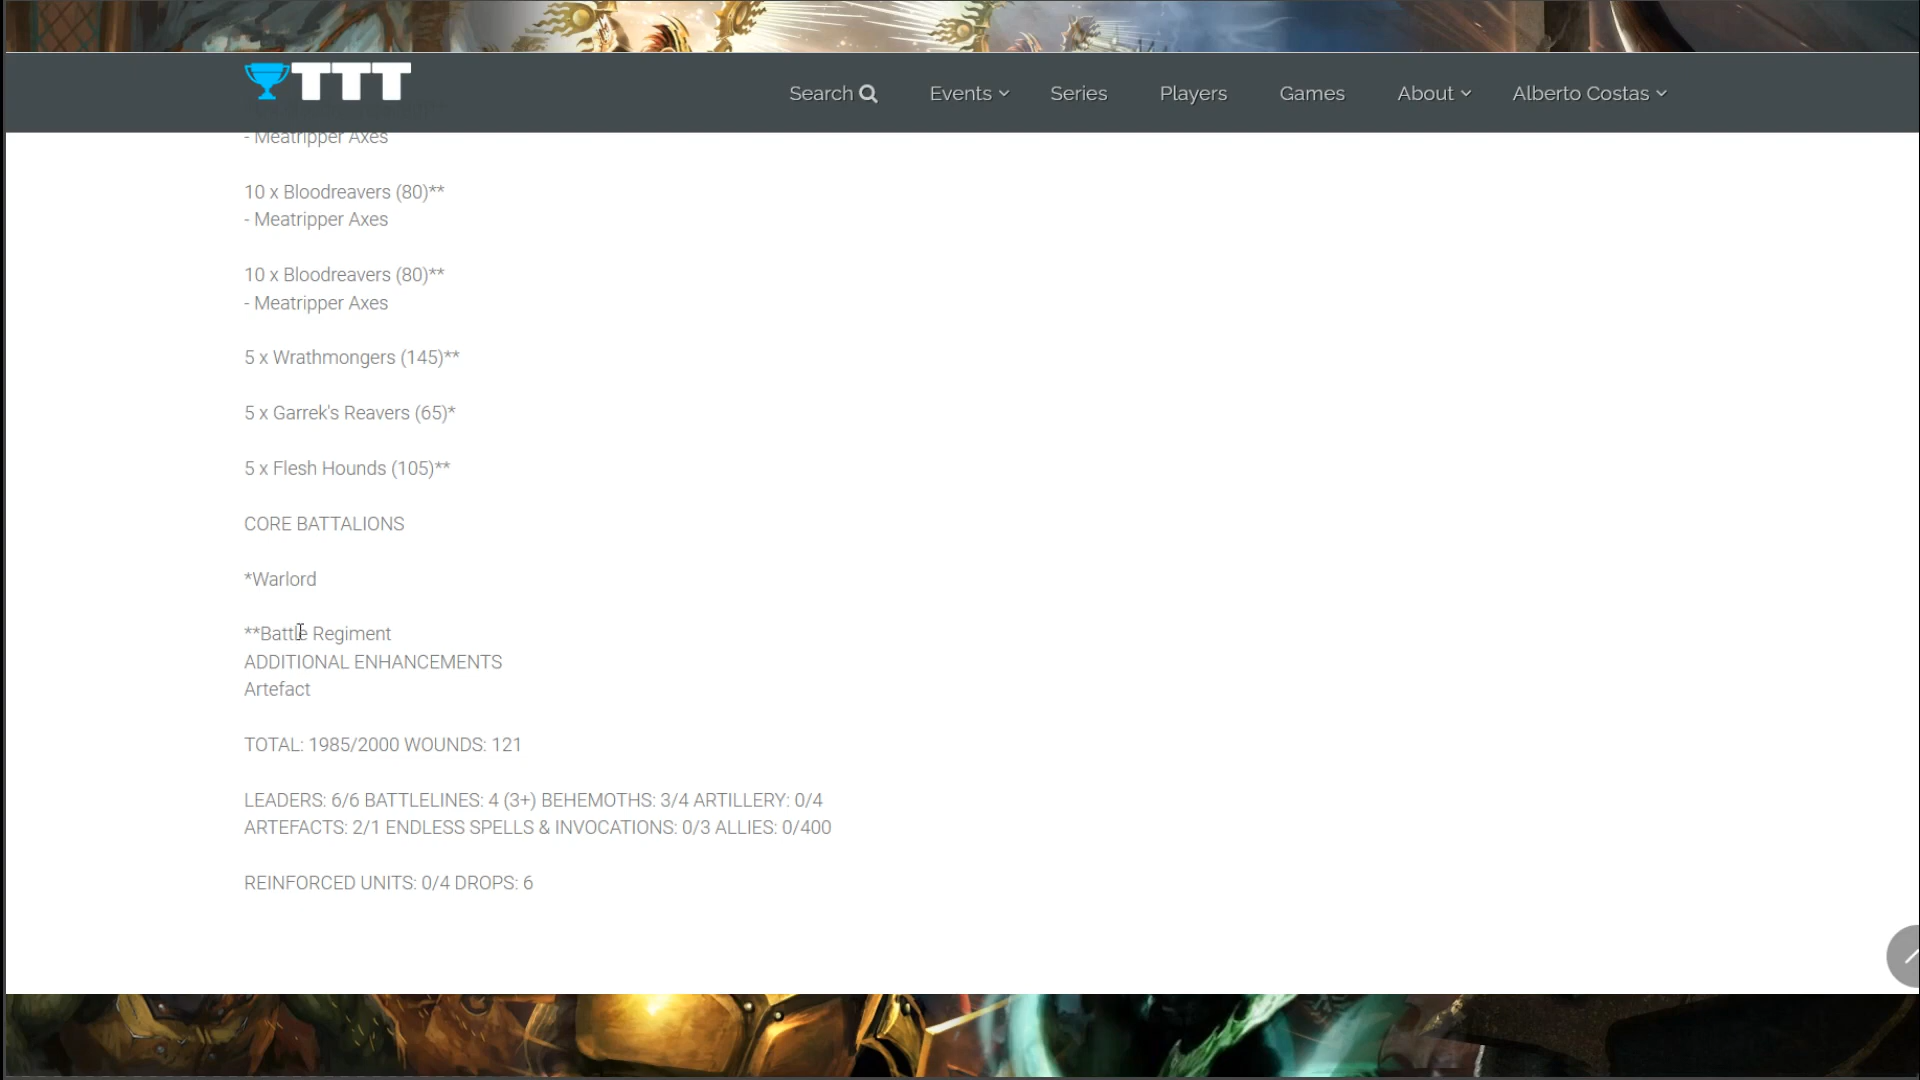 TTT
Search
Events
Series
Players
Games
About
Alberto Costas
- Meatripper Axes
10 x Bloodreavers (80)**
- Meatripper Axes
10 x Bloodreavers (80)**
- Meatripper Axes
5 x Wrathmongers (145)**
5 x Garrek's Reavers (65)*
5 x Flesh Hounds (105)**
CORE BATTALIONS
*Warlord
**Battle Regiment
ADDITIONAL ENHANCEMENTS
Artefact
TOTAL: 1985/2000 WOUNDS: 121
LEADERS: 6/6 BATTLELINES: 4 (3+) BEHEMOTHS: 3/4 ARTILLERY: 0/4
ARTEFACTS: 2/1 ENDLESS SPELLS & INVOCATIONS: 0/3 ALLIES: 0/400
REINFORCED UNITS: 0/4 DROPS: 6